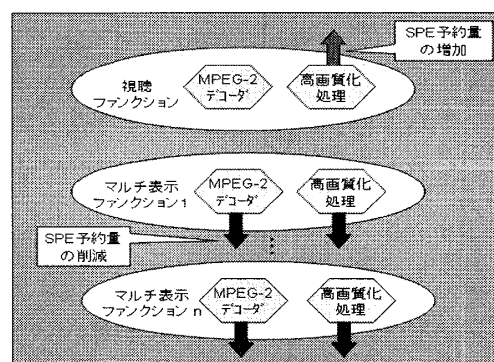 SPE予約量
の増加
視聴
ファンクション
MPEG-2
デコーダ
高画質化
処理
マルチ表示
ファンクション1
MPEG-2
デコーダ
高画質化
処理
SPE予約量
の削減
マルチ表示
ファンクション n
MPEG-2
デコーダ
高画質化
処理